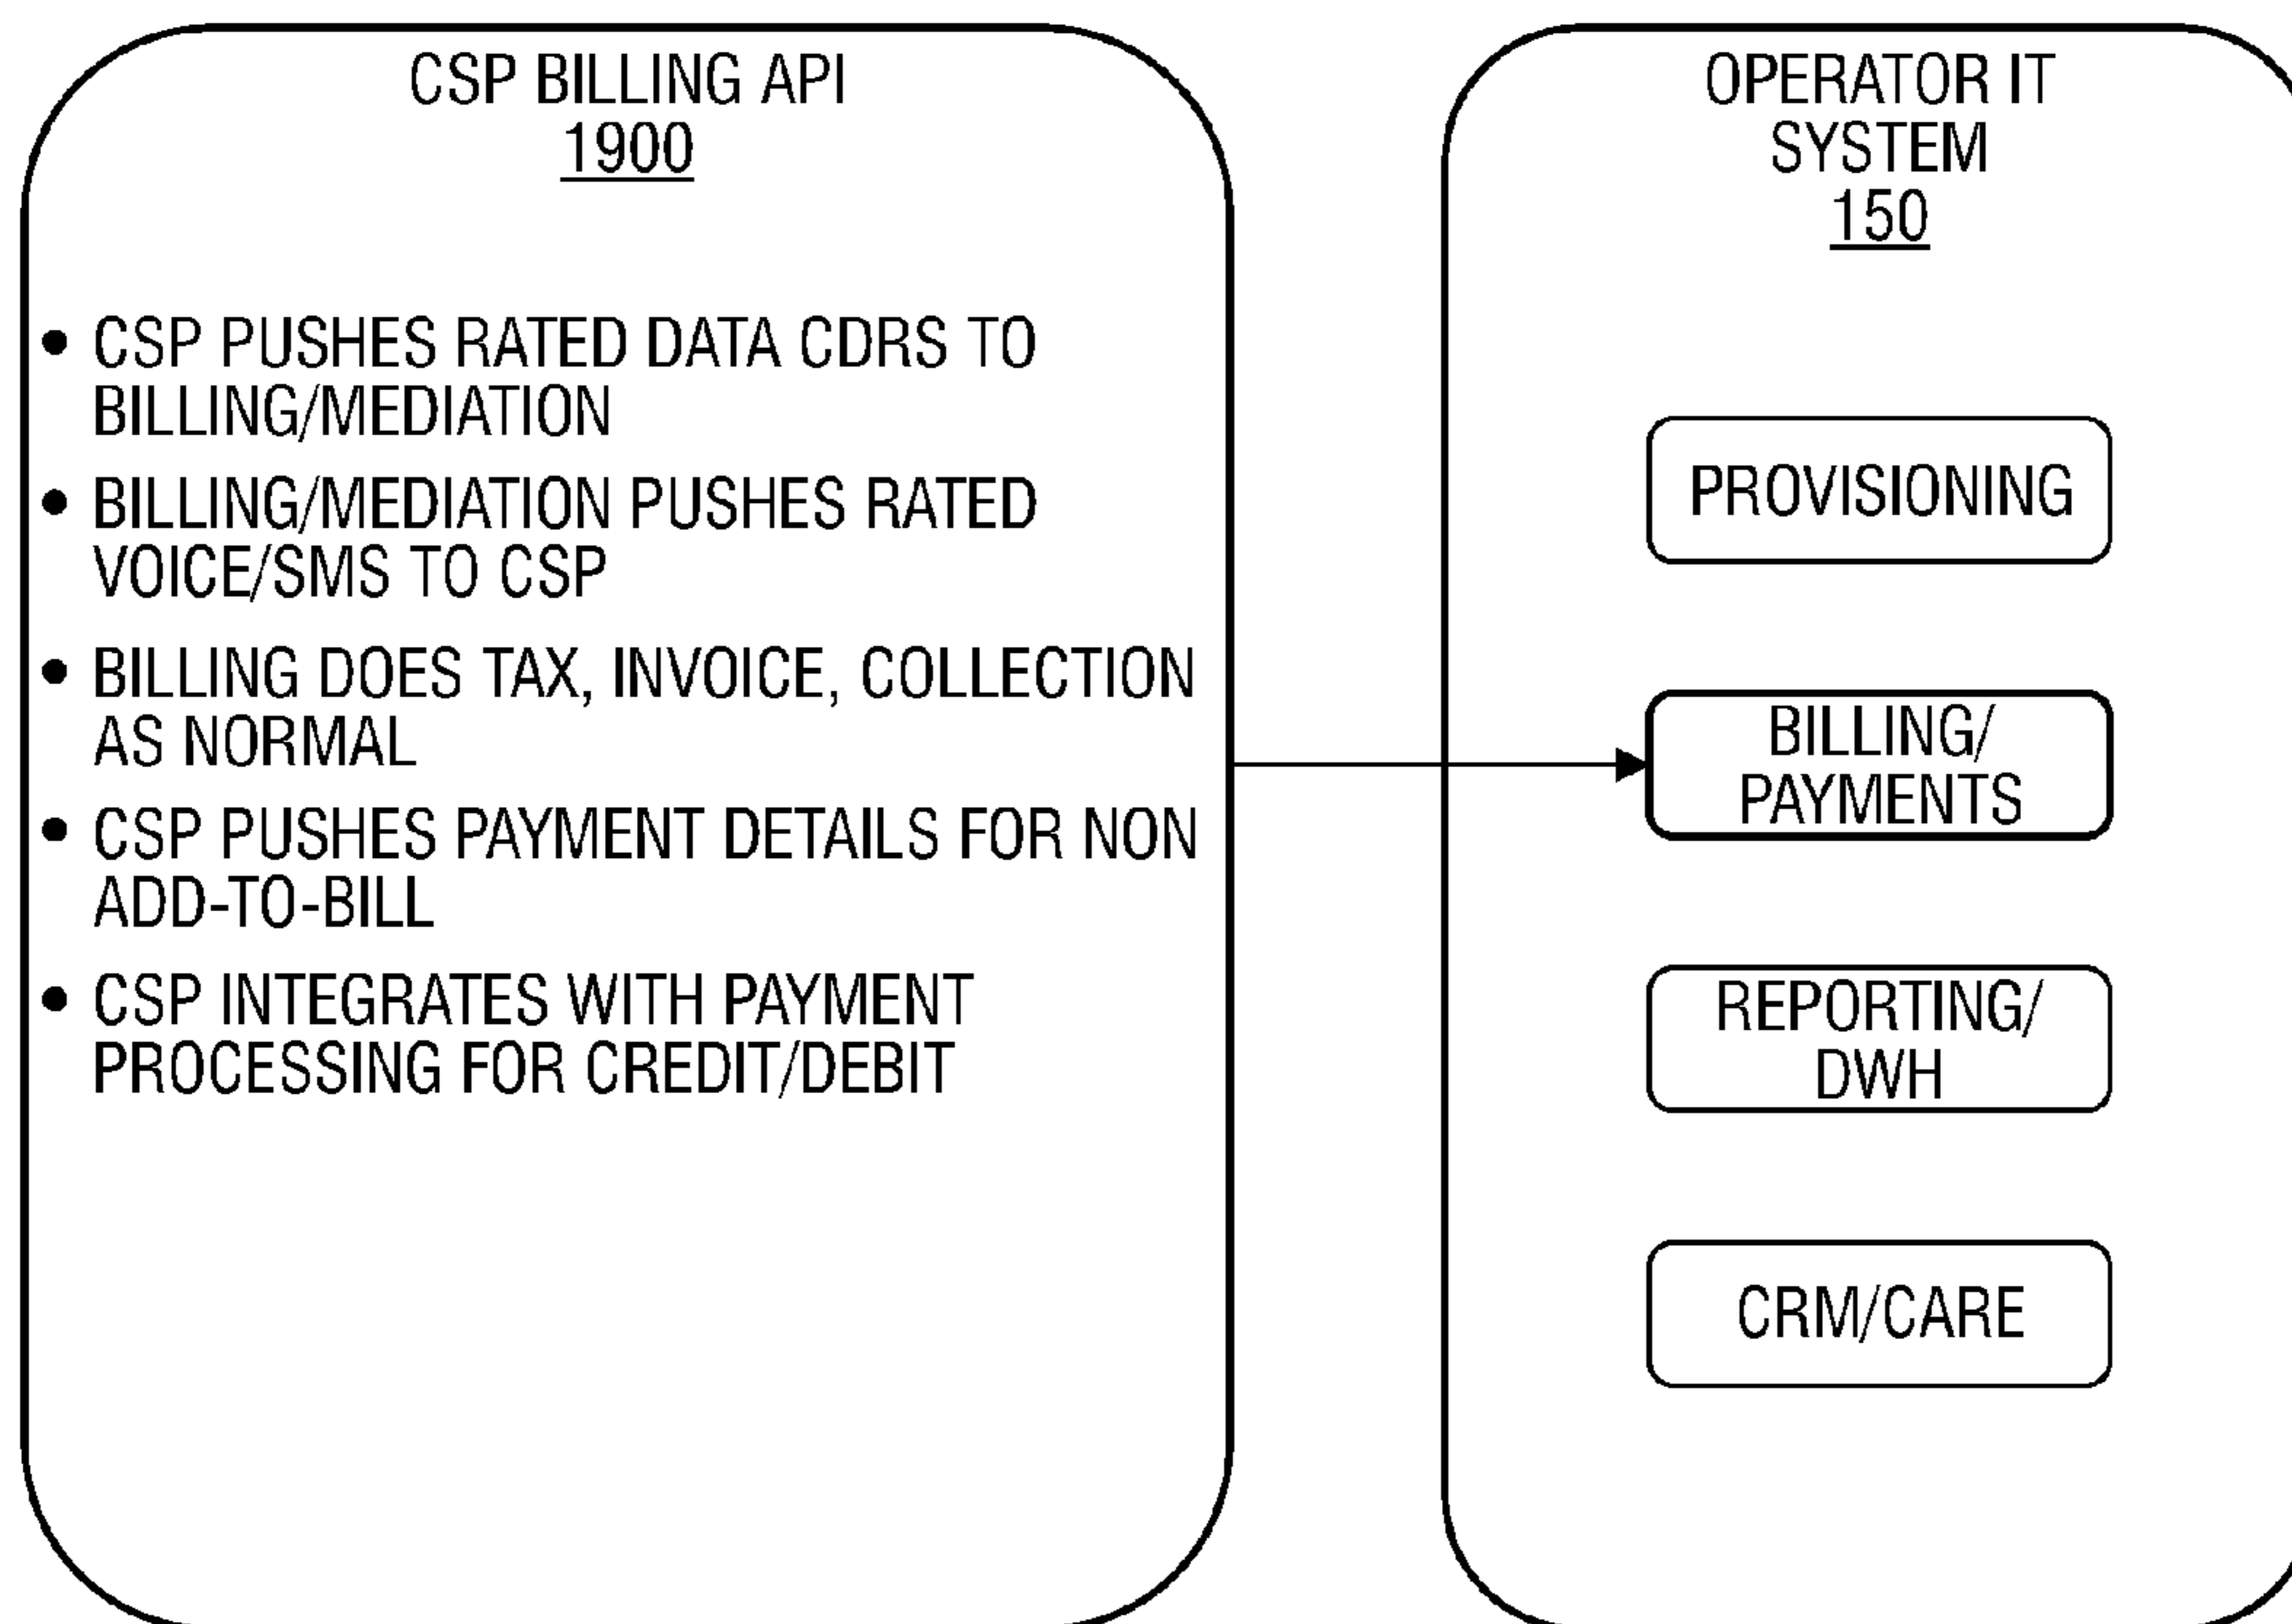 CSP BILLING API
1900
• CSP PUSHES RATED DATA CDRS TO
BILLING/MEDIATION
• BILLING/MEDIATION PUSHES RATED
VOICE/SMS TO CSP
• BILLING DOES TAX, INVOICE, COLLECTION
AS NORMAL
• CSP PUSHES PAYMENT DETAILS FOR NON
ADD-TO-BILL
• CSP INTEGRATES WITH PAYMENT
PROCESSING FOR CREDIT/DEBIT
OPERATOR IT
SYSTEM
150
PROVISIONING
BILLING/
PAYMENTS
REPORTING/
DWH
CRM/CARE